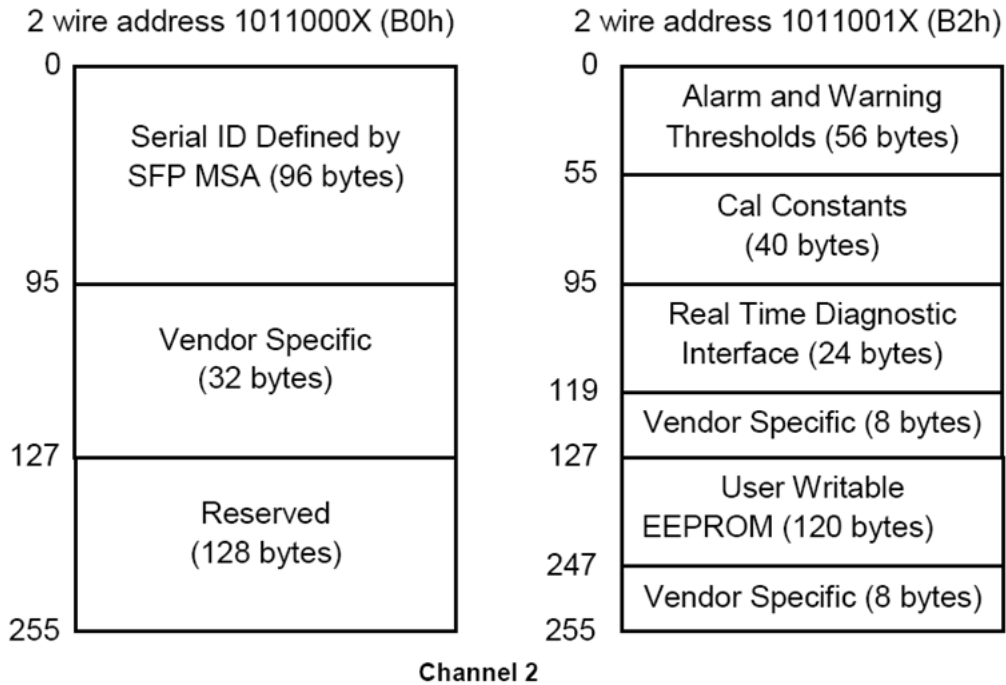 2 wire address 1011000X (B0h)
0
Serial ID Defined by
SFP MSA (96 bytes)
95
Vendor Specific
(32 bytes)
127
Reserved
(128 bytes)
255
2 wire address 1011001X (B2h)
0
Alarm and Warning
Thresholds (56 bytes)
55
Cal Constants
(40 bytes)
95
Real Time Diagnostic
Interface (24 bytes)
119
Vendor Specific (8 bytes)
127
User Writable
EEPROM (120 bytes)
247
Vendor Specific (8 bytes)
255
Channel 2